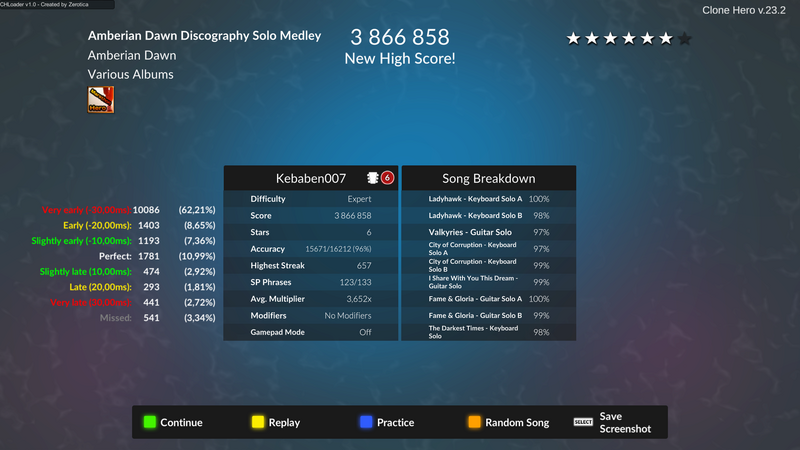 CHLoader v1.0 - Created by Zerotica
Clone Hero v.23.2
Amberian Dawn Discography Solo Medley
Amberian Dawn
Various Albums
Hero
3 866 858
New High Score!
Very early (-50,00ms): 10086 (62,21%)
Early (-20,00ms): 1403 (8,65%)
Slightly early (-10,00ms): 1193 (7,36%)
Perfect: 1781 (10,99%)
Slightly late (10,00ms): 474 (2,92%)
Late (20,00ms): 293 (1,81%)
Very late (50,00ms): 441 (2,72%)
Missed: 541 (3,34%)
Kebaben007 6
Difficulty Expert
Score 3 866 858
Stars 6
Accuracy 15671/16212 (96%)
Highest Streak 657
SP Phrases 123/133
Avg. Multiplier 3,652x
Modifiers No Modifiers
Gamepad Mode Off
Song Breakdown
Ladyhawk - Keyboard Solo A 100%
Ladyhawk - Keyboard Solo B 98%
Valkyries - Guitar Solo 97%
City of Corruption - Keyboard
Solo A 97%
City of Corruption - Keyboard
Solo B 99%
I Share With You This Dream -
Guitar Solo 99%
Fame & Gloria - Guitar Solo A 100%
Fame & Gloria - Guitar Solo B 99%
The Darkest Times - Keyboard
Solo 98%
Continue
Replay
Practice
Random Song
SELECT
Save
Screenshot